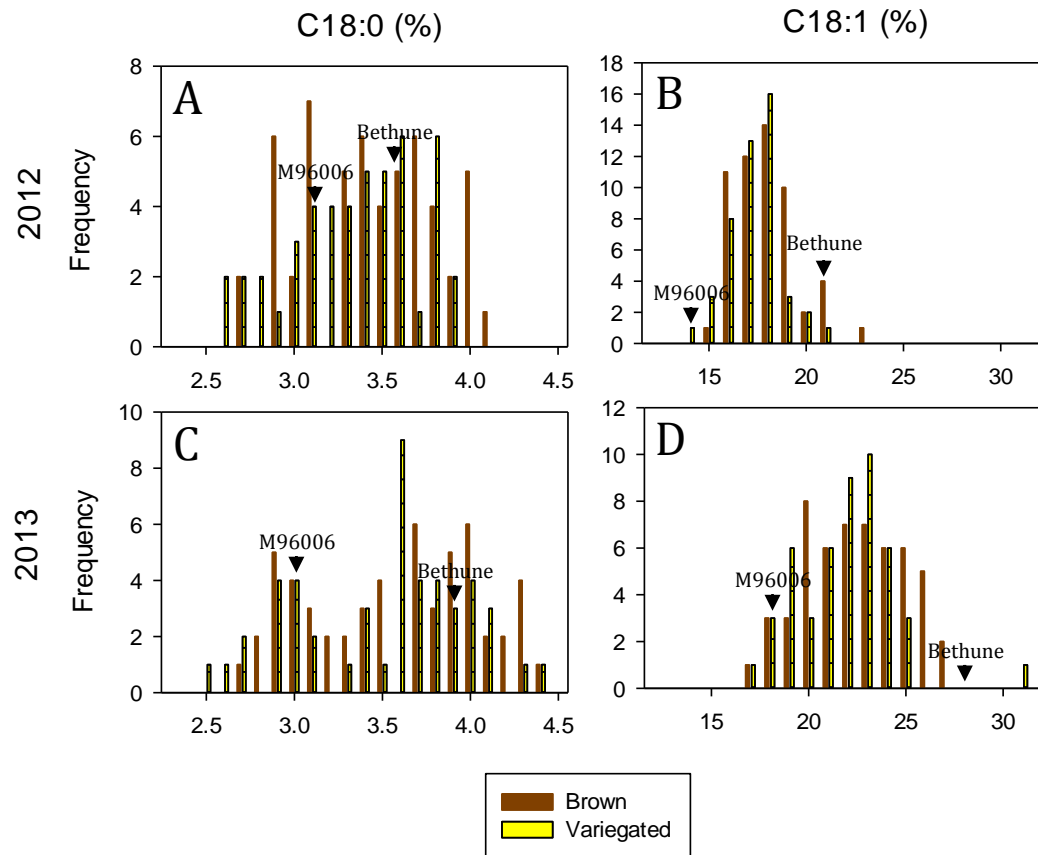 C18:0 (%)
C18:1 (%)
2012
Frequency
8
6
4
2
0
A
M96006
Bethune
2.5 3.0 3.5 4.0 4.5
18
16
14
12
10
8
6
4
2
0
B
M96006
Bethune
15 20 25 30
2013
Frequency
10
8
6
4
2
0
C
M96006
Bethune
2.5 3.0 3.5 4.0 4.5
12
10
8
6
4
2
0
D
M96006
Bethune
15 20 25 30
Brown
Variegated